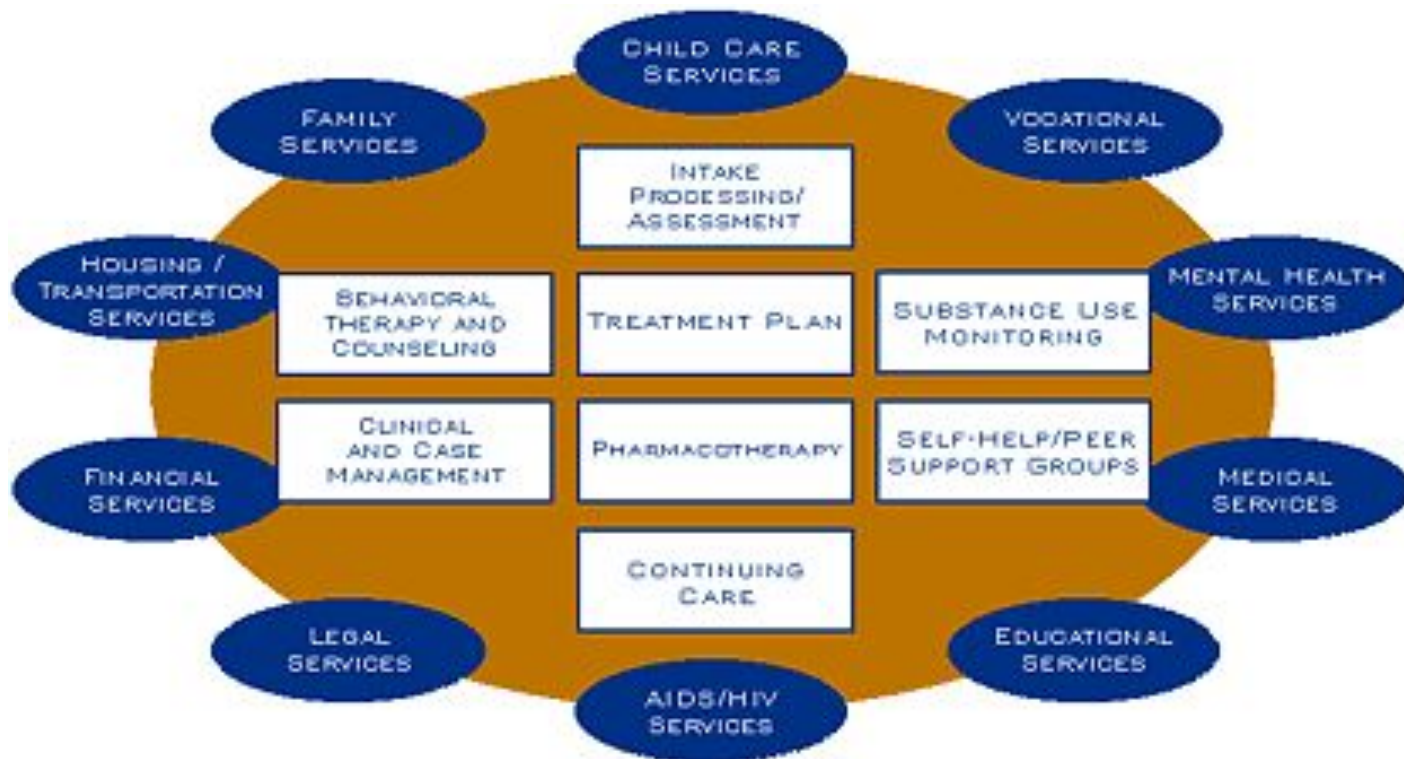 CHILD CARE
SERVICES
FAMILY
SERVICES
VOCATIONAL
SERVICES
INTAKE
PROCESSING/
ASSESSMENT
HOUSING /
TRANSPORTATION
SERVICES
BEHAVIORAL
THERAPY AND
COUNSELING
TREATMENT PLAN
SUBSTANCE USE
MONITORING
MENTAL HEALTH
SERVICES
CLINICAL
AND CASE
MANAGEMENT
PHARMACOTHERAPY
SELF-HELP/PEER
SUPPORT GROUPS
FINANCIAL
SERVICES
MEDICAL
SERVICES
CONTINUING
CARE
LEGAL
SERVICES
EDUCATIONAL
SERVICES
AIDS/HIV
SERVICES